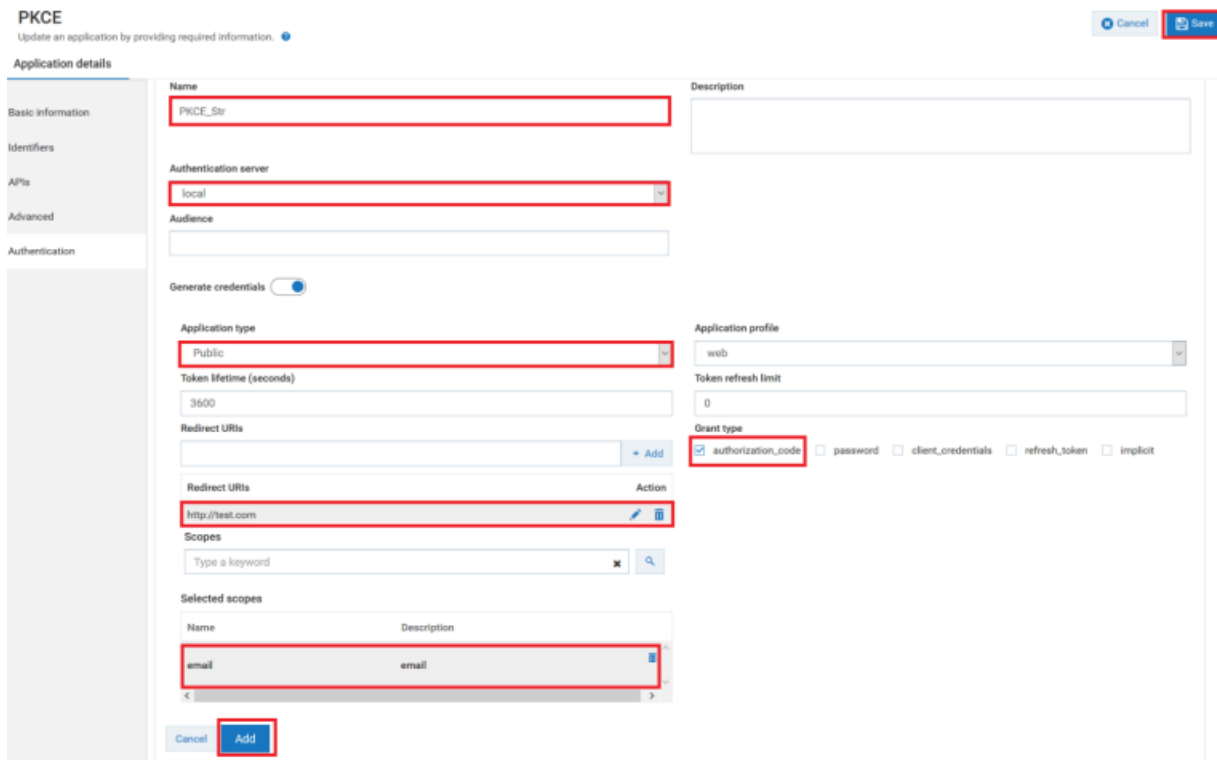 PKCE
Update an application by providing required information.
Cancel
Save
Application details
Basic information
Identifiers
APIs
Advanced
Authentication
Name
PKCE_Str
Description
Authentication server
local
Audience
Generate credentials
Application type
Public
Application profile
web
Token lifetime (seconds)
3600
Token refresh limit
0
Redirect URIs
+ Add
Grant type
authorization_code password client_credentials refresh_token implicit
Redirect URIs Action
http://test.com
Scopes
Type a keyword
Selected scopes
Name Description
email email
Cancel Add